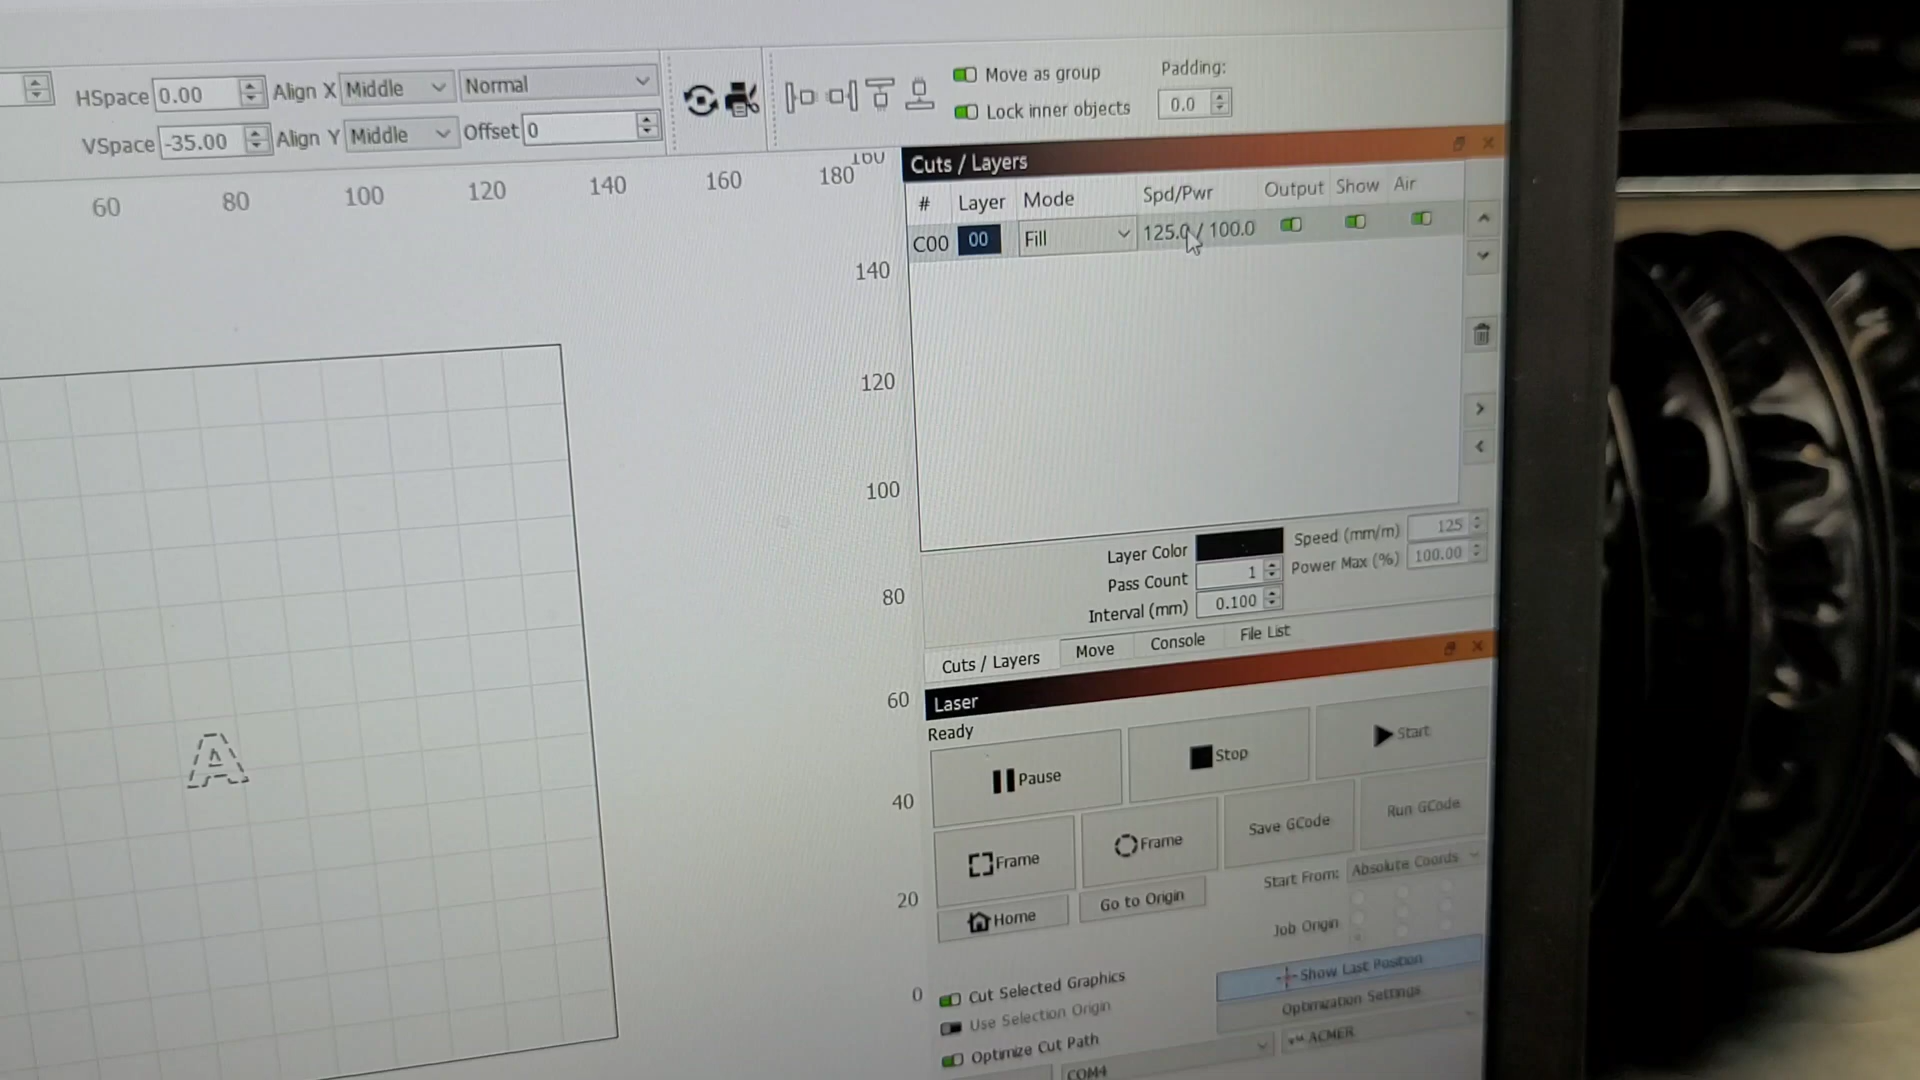 HSpace 0.00 Align X Middle Normal
VSpace -35.00 Align Y Middle Offset 0
Move as group
Lock inner objects
Padding:
0.0
60 80 100 120 140 160 180
160
140
120
100
80
60
40
20
0
A
Cuts / Layers
# Layer Mode Spd/Pwr Output Show Air
C00 00 Fill 125.0 / 100.0
Layer Color
Pass Count 1
Interval (mm) 0.100
Speed (mm/m) 125
Power Max (%) 100.00
Cuts / Layers Move Console File List
Laser
Ready
Pause Stop Start
Frame Frame Save GCode Run GCode
Home Go to Origin
Start From: Absolute Coords
Job Origin
Cut Selected Graphics
Use Selection Origin
Optimize Cut Path
Show Last Position
Optimization Settings
COM4
ACMER